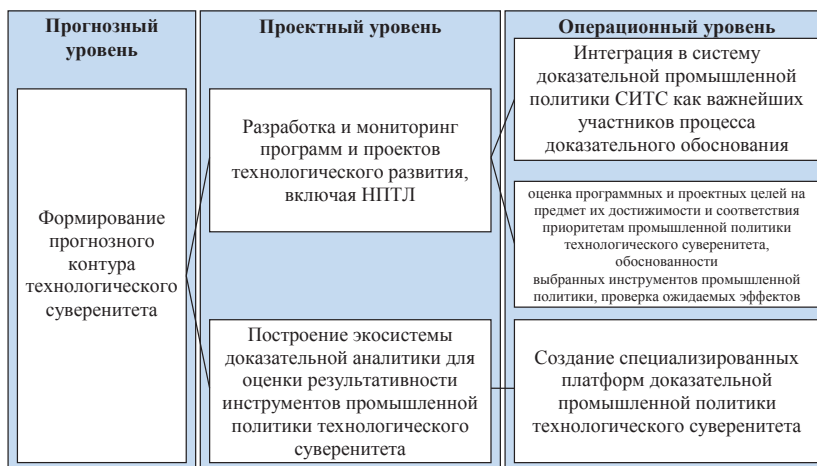 Прогнозный
уровень
Формирование
прогнозного
контура
технологического
суверенитета
Проектный уровень
Разработка и мониторинг
программ и проектов
технологического развития,
включая НПТЛ
Построение экосистемы
доказательной аналитики для
оценки результативности
инструментов промышленной
политики технологического
суверенитета
Операционный уровень
Интеграция в систему
доказательной промышленной
политики СИТС как важнейших
участников процесса
доказательного обоснования
оценка программных и проектных целей на
предмет их достижимости и соответствия
приоритетам промышленной политики
технологического суверенитета,
обоснованности
выбранных инструментов промышленной
политики, проверка ожидаемых эффектов
Создание специализированных
платформ доказательной
промышленной политики
технологического суверенитета